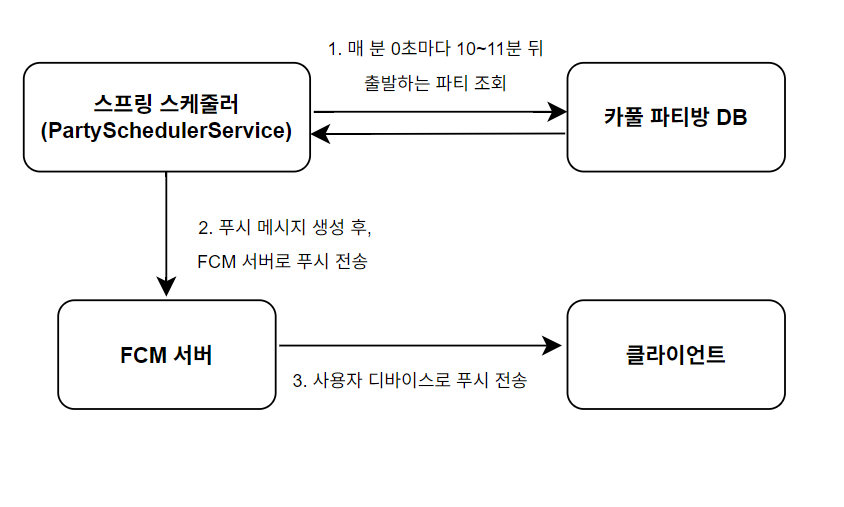 1. 매 분 0초마다 10~11분 뒤
출발하는 파티 조회
스프링 스케줄러
(PartySchedulerService)
카풀 파티방 DB
2. 푸시 메시지 생성 후,
FCM 서버로 푸시 전송
FCM 서버
클라이언트
3. 사용자 디바이스로 푸시 전송